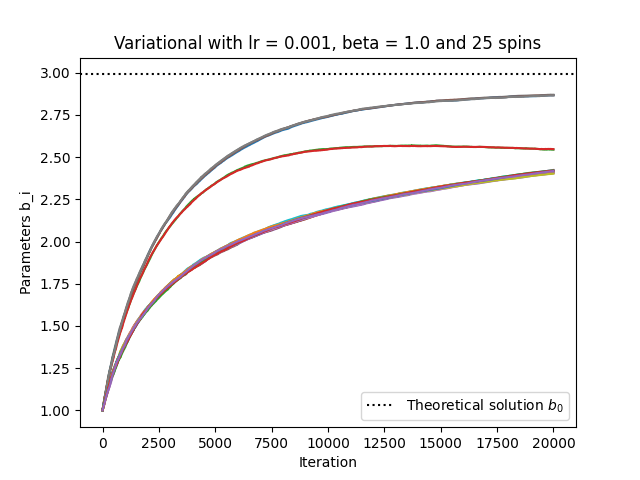 Variational with lr = 0.001, beta = 1.0 and 25 spins
Parameters b_i
3.00
2.75
2.50
2.25
2.00
1.75
1.50
1.25
1.00
Theoretical solution b₀
0 2500 5000 7500 10000 12500 15000 17500 20000
Iteration